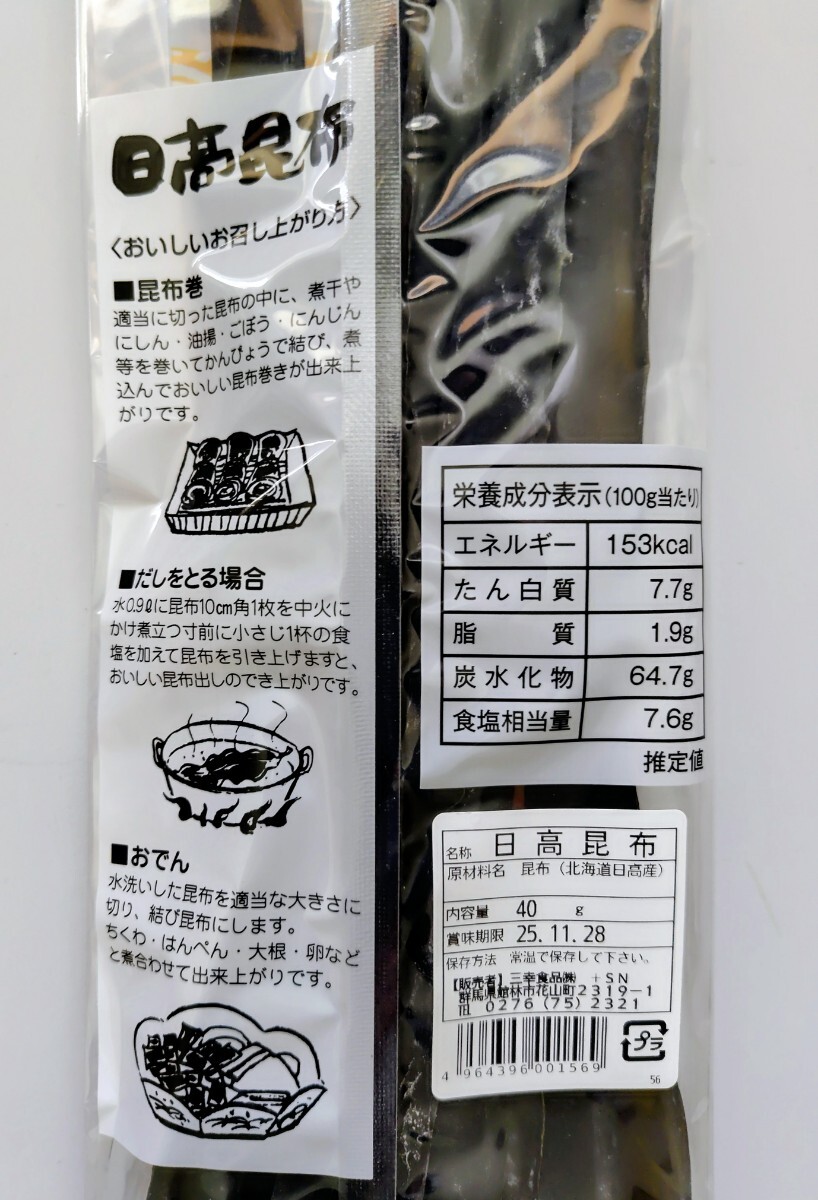 日高昆布
〈おいしいお召し上がり方〉
■昆布巻
適当に切った昆布の中に、煮干や
にしん・油揚・ごぼう・にんじん
等を巻いてかんぴょうで結び、煮
込んでおいしい昆布巻きが出来上
がりです。
■だしをとる場合
水0.9ℓに昆布10cm角1枚を中火に
かけ煮立つ寸前に小さじ1杯の食
塩を加えて昆布を引き上げますと、
おいしい昆布出しのでき上がりです。
■おでん
水洗いした昆布を適当な大きさに
切り、結び昆布にします。
ちくわ・はんぺん・大根・卵など
と煮合わせて出来上がりです。
栄養成分表示(100g当たり)
エネルギー 153kcal
たん白質 7.7g
脂質 1.9g
炭水化物 64.7g
食塩相当量 7.6g
推定値
名称 日高昆布
原材料名 昆布（北海道日高産）
内容量 40 g
賞味期限 25.11.28
保存方法 常温で保存して下さい。
【販売者】三幸食品㈱ +SN
群馬県館林市花山町2319-1
TEL 0276(75)2321
プラ
4 964396 001569
56